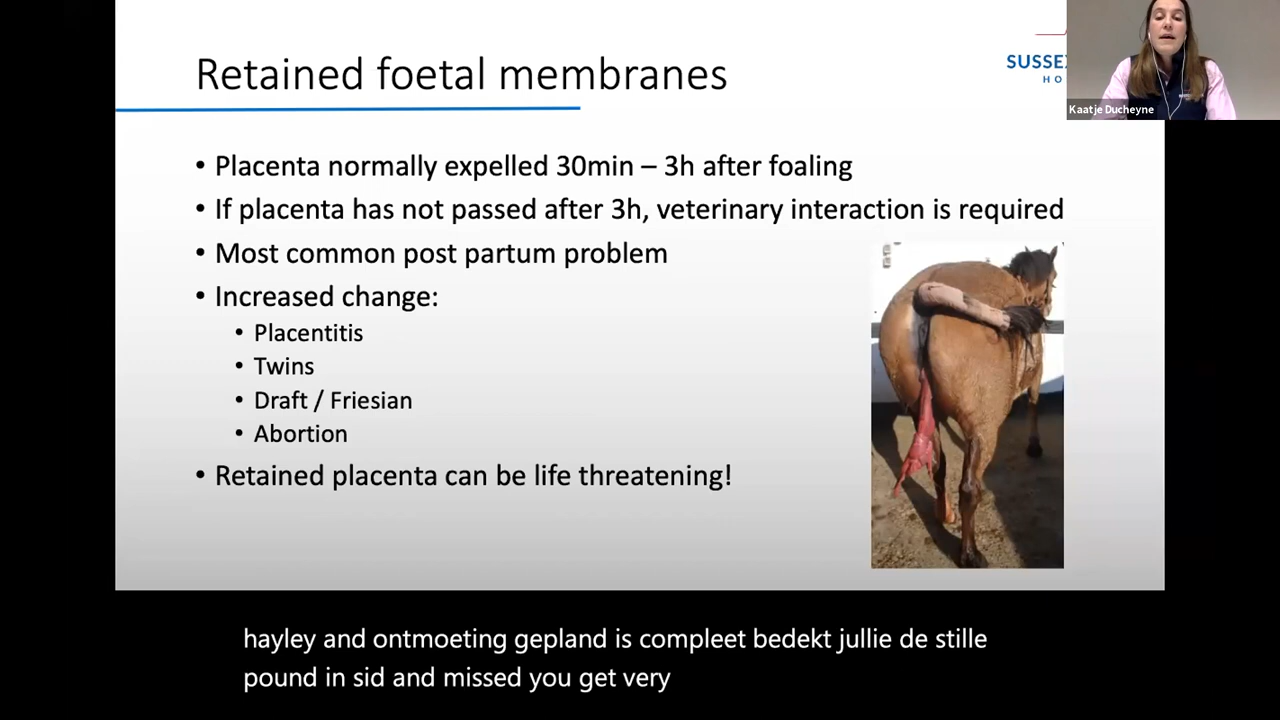 Retained foetal membranes
SUSSEX
HO
Kaatje Ducheyne
• Placenta normally expelled 30min – 3h after foaling
• If placenta has not passed after 3h, veterinary interaction is required
• Most common post partum problem
• Increased change:
• Placentitis
• Twins
• Draft / Friesian
• Abortion
• Retained placenta can be life threatening!
hayley and ontmoeting gepland is compleet bedekt jullie de stille
pound in sid and missed you get very